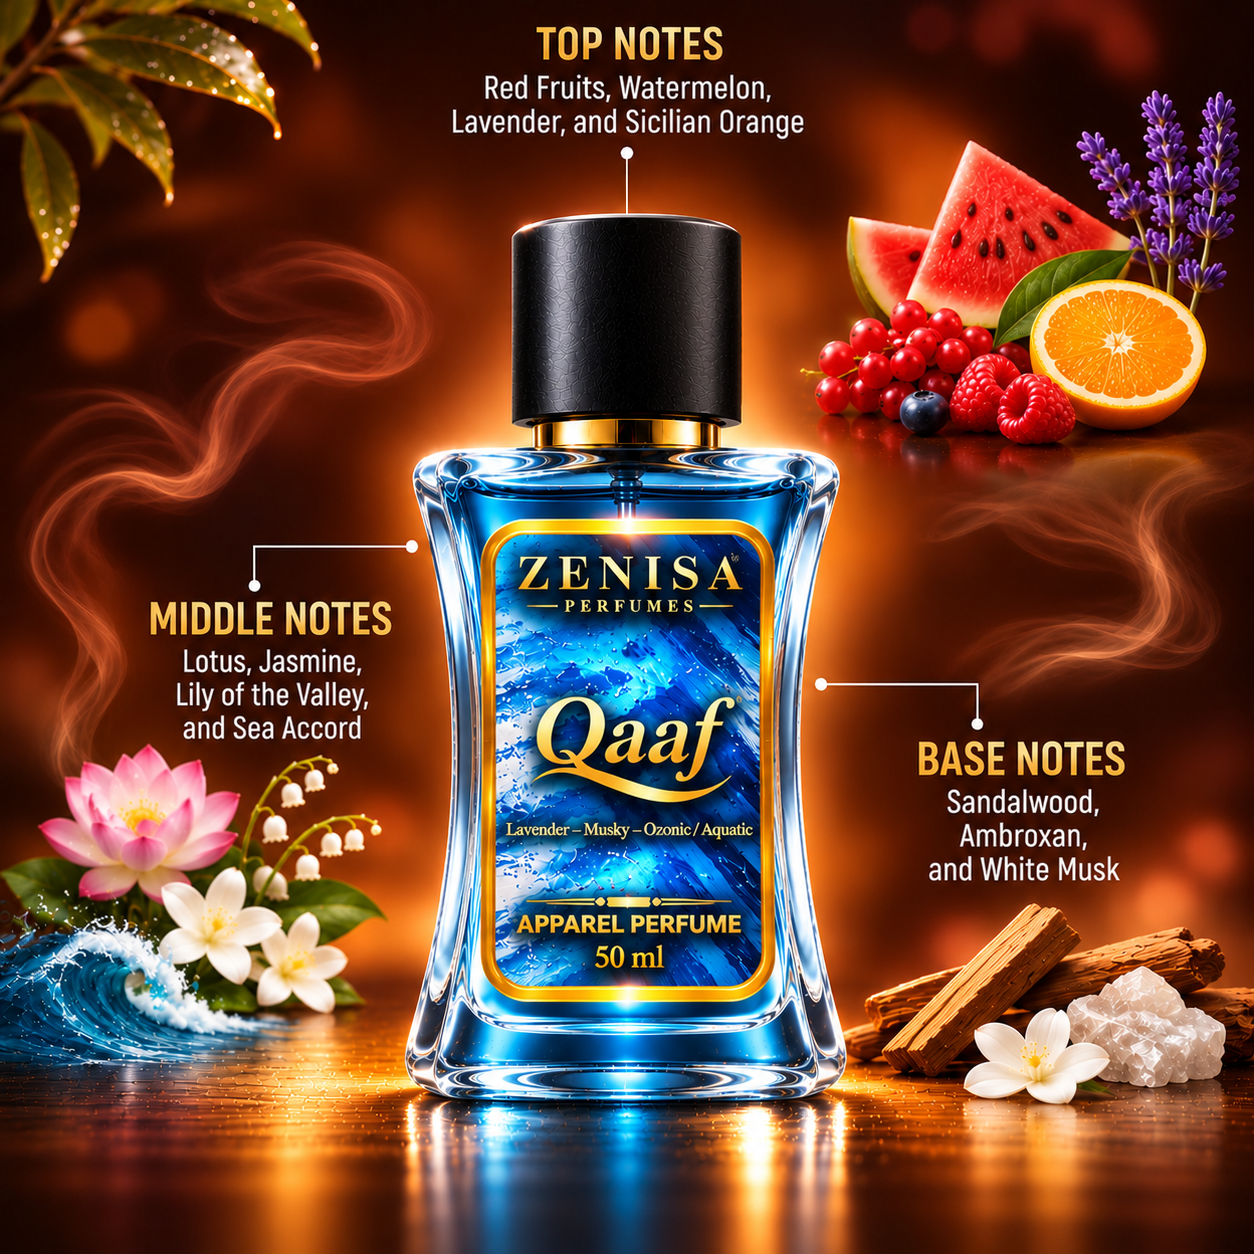 TOP NOTES
Red Fruits, Watermelon,
Lavender, and Sicilian Orange
ZENISA
PERFUMES
Qaaf
Lavender – Musky – Ozonic / Aquatic
APPAREL PERFUME
50 ml
MIDDLE NOTES
Lotus, Jasmine,
Lily of the Valley,
and Sea Accord
BASE NOTES
Sandalwood,
Ambroxan,
and White Musk